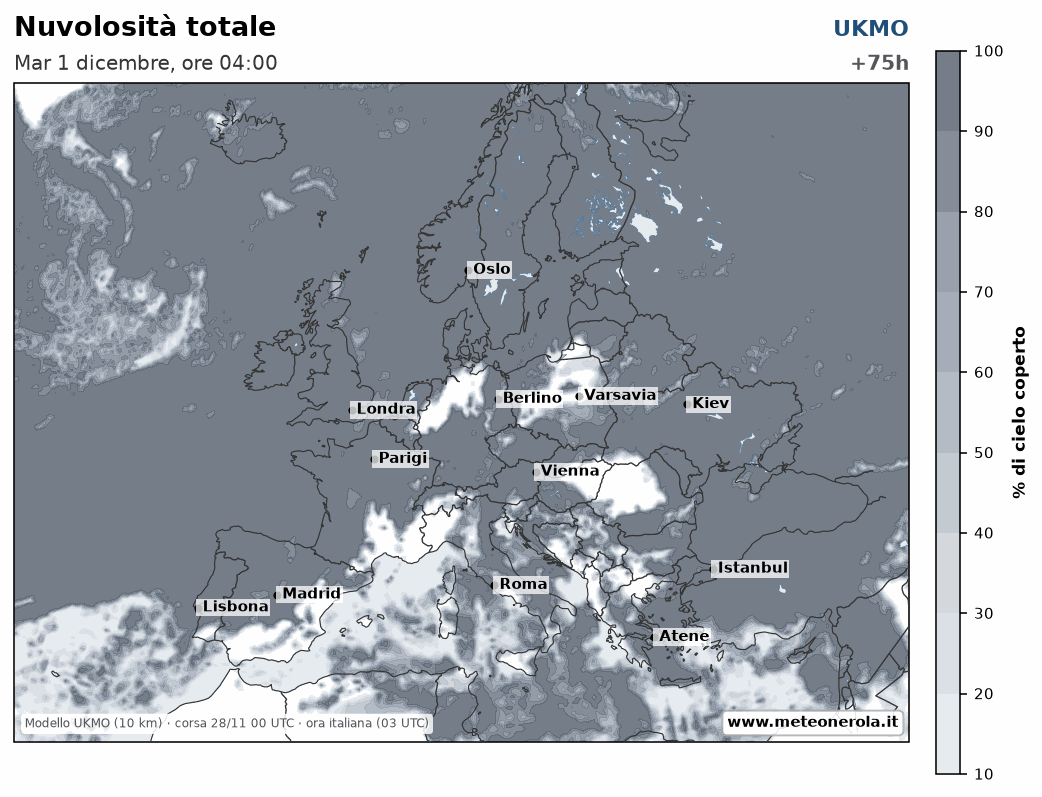 Nuvolosità totale
UKMO
Mar 1 dicembre, ore 04:00
+75h
100
90
80
70
60
50
40
30
20
10
% di cielo coperto
Oslo
Londra
Berlino
Varsavia
Kiev
Parigi
Vienna
Istanbul
Roma
Madrid
Lisbona
Atene
Modello UKMO (10 km) · corsa 28/11 00 UTC · ora italiana (03 UTC)
www.meteonerola.it